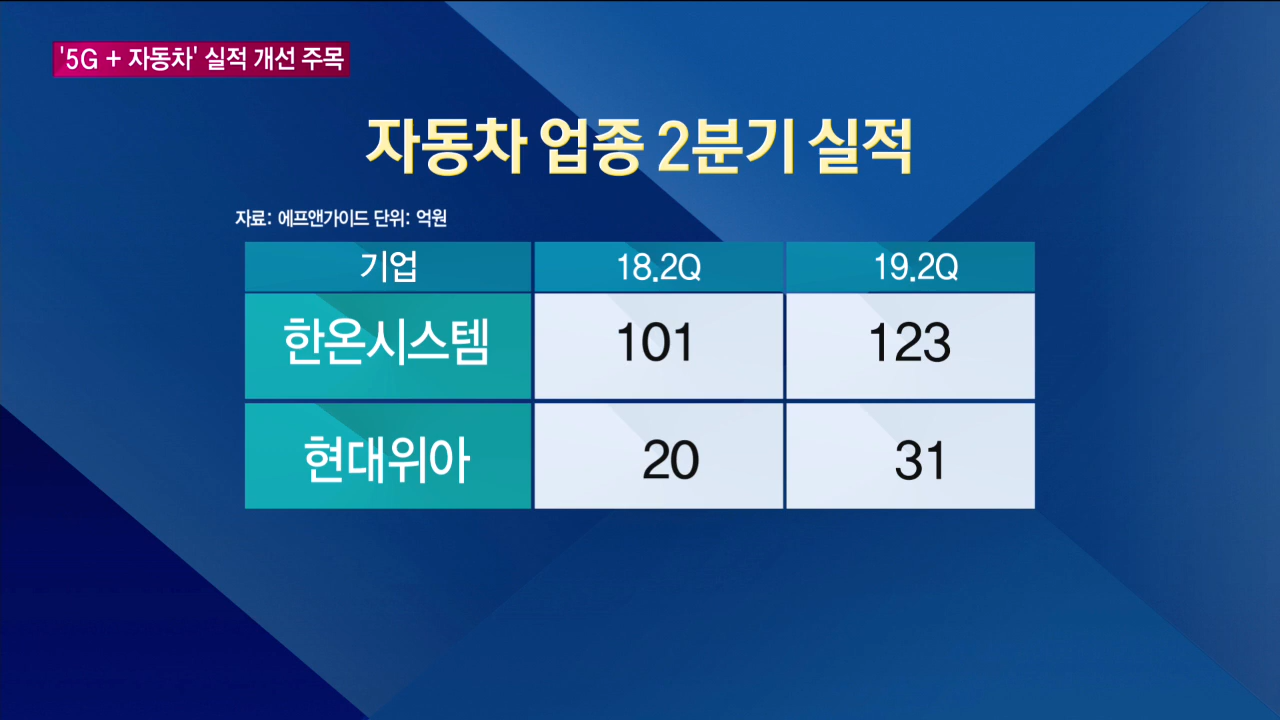 '5G + 자동차' 실적 개선 주목
자동차 업종 2분기 실적
자료: 에프앤가이드 단위: 억원
기업 18.2Q 19.2Q
한온시스템 101 123
현대위아 20 31